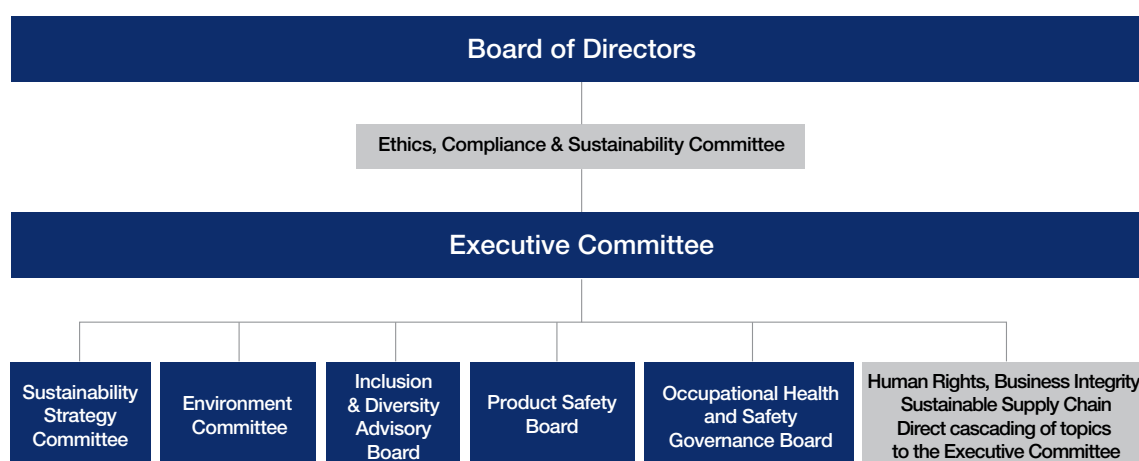 Board of Directors
Ethics, Compliance & Sustainability Committee
Executive Committee
Sustainability
Strategy
Committee
Environment
Committee
Inclusion
& Diversity
Advisory
Board
Product Safety
Board
Occupational Health
and Safety
Governance Board
Human Rights, Business Integrity
Sustainable Supply Chain
Direct cascading of topics
to the Executive Committee